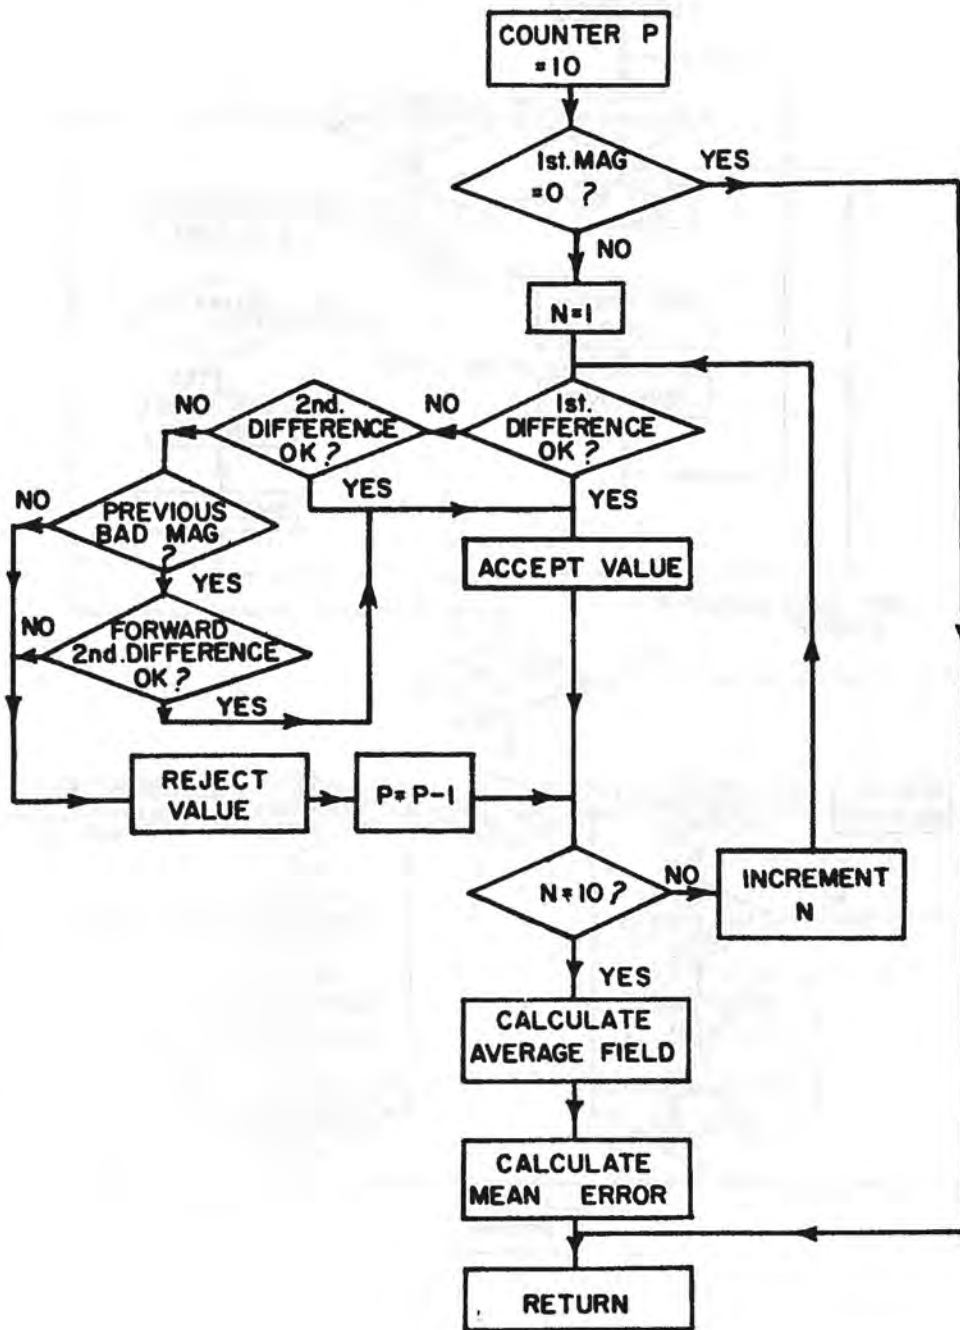 COUNTER P
=10
1st. MAG
=0 ?
YES
NO
N=1
1st.
DIFFERENCE
OK?
NO
YES
2nd.
DIFFERENCE
OK?
NO
YES
PREVIOUS
BAD MAG
?
NO
YES
FORWARD
2nd. DIFFERENCE
OK?
NO
YES
ACCEPT VALUE
REJECT
VALUE
P=P-1
N=10?
NO
INCREMENT
N
YES
CALCULATE
AVERAGE FIELD
CALCULATE
MEAN ERROR
RETURN